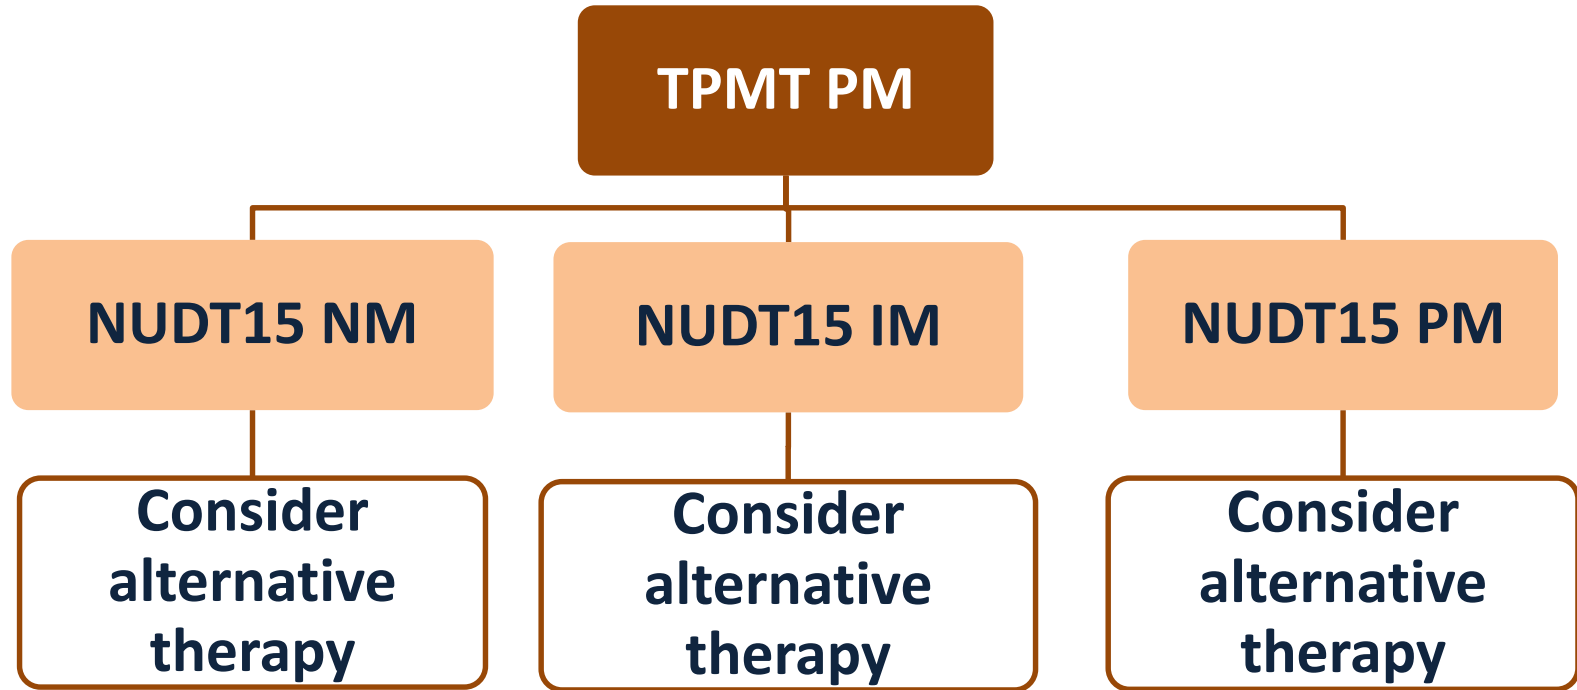 TPMT PM
NUDT15 NM
NUDT15 IM
NUDT15 PM
Consider
alternative
therapy
Consider
alternative
therapy
Consider
alternative
therapy